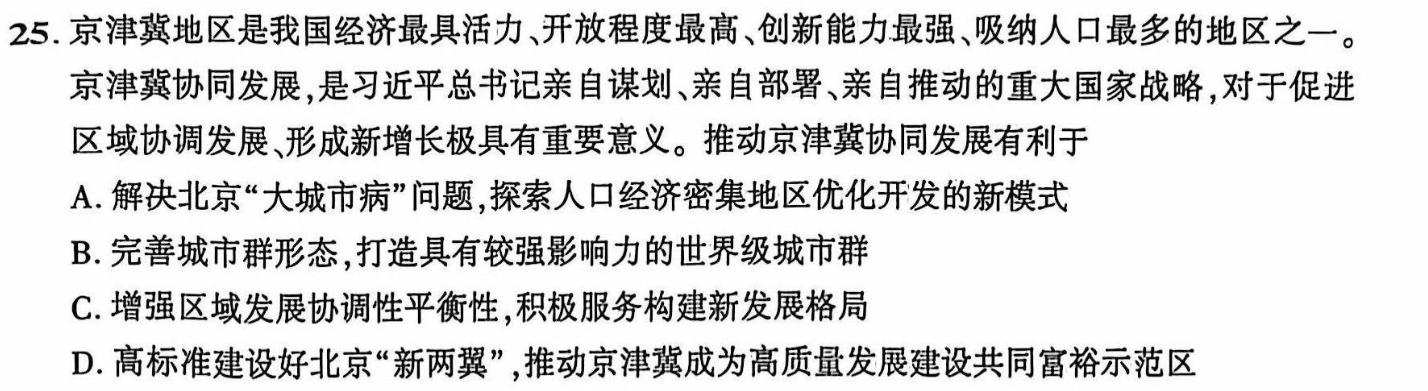 25. 京津冀地区是我国经济最具活力、开放程度最高、创新能力最强、吸纳人口最多的地区之一。
京津冀协同发展,是习近平总书记亲自谋划、亲自部署、亲自推动的重大国家战略,对于促进
区域协调发展、形成新增长极具有重要意义。推动京津冀协同发展有利于
A. 解决北京“大城市病”问题,探索人口经济密集地区优化开发的新模式
B. 完善城市群形态,打造具有较强影响力的世界级城市群
C. 增强区域发展协调性平衡性,积极服务构建新发展格局
D. 高标准建设好北京“新两翼”,推动京津冀成为高质量发展建设共同富裕示范区